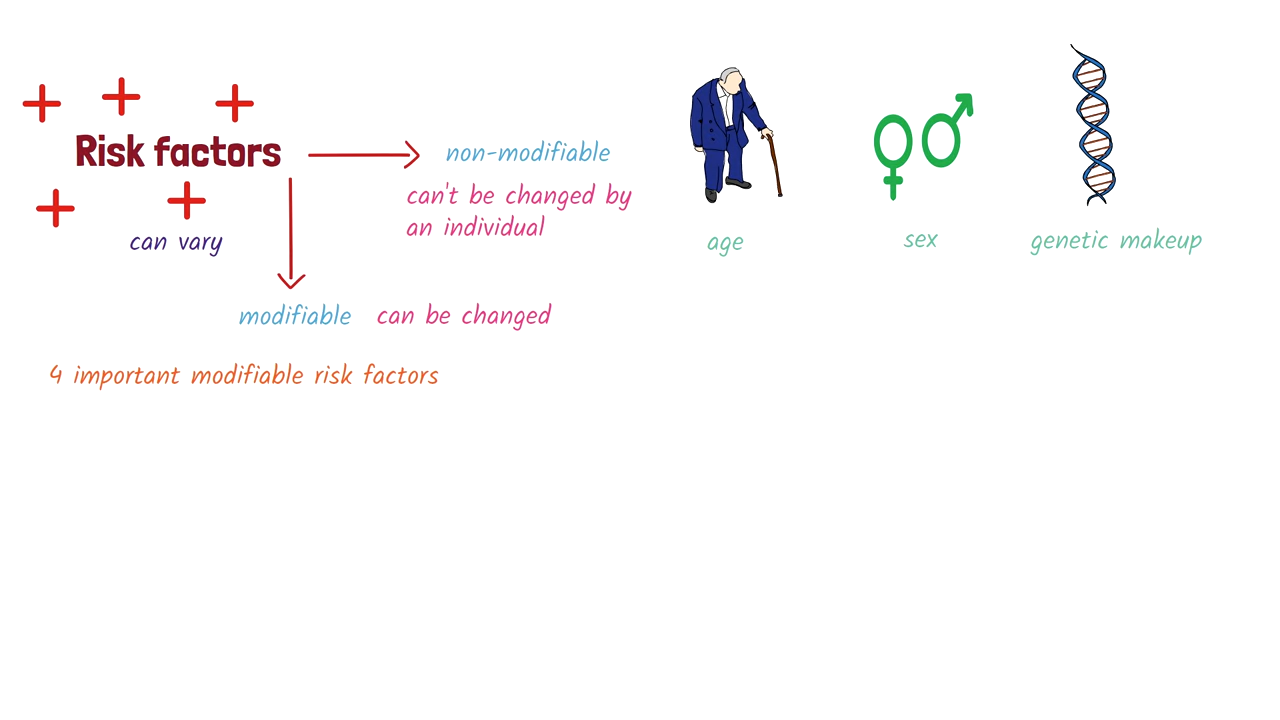 Risk factors
can vary
non-modifiable
can't be changed by
an individual
age
sex
genetic makeup
modifiable can be changed
4 important modifiable risk factors